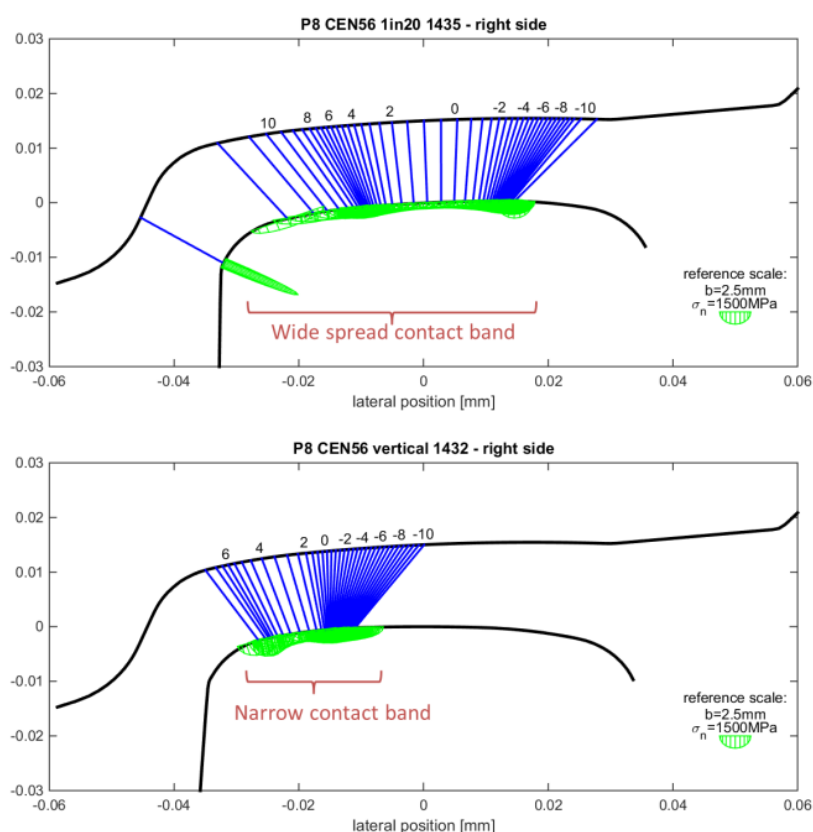 P8 CEN56 1in20 1435 - right side
0.03
0.02
0.01
0
-0.01
-0.02
-0.03
10 8 6 4 2 0 -2 -4 -6 -8 -10
reference scale:
b=2.5mm
σn=1500MPa
Wide spread contact band
-0.06 -0.04 -0.02 0 0.02 0.04 0.06
lateral position [mm]
P8 CEN56 vertical 1432 - right side
0.03
0.02
0.01
0
-0.01
-0.02
-0.03
6 4 2 0 -2 -4 -6 -8 -10
reference scale:
b=2.5mm
σn=1500MPa
Narrow contact band
-0.06 -0.04 -0.02 0 0.02 0.04 0.06
lateral position [mm]